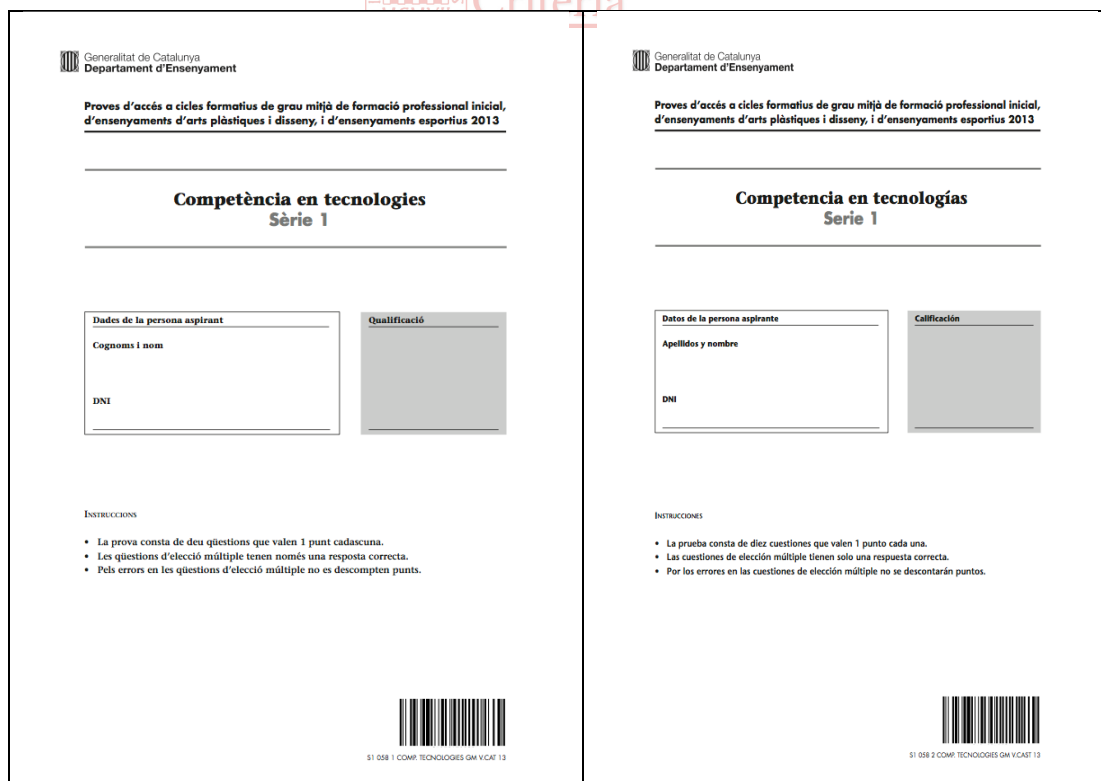 Generalitat de Catalunya
Departament d'Ensenyament
Proves d'accés a cicles formatius de grau mitjà de formació professional inicial,
d'ensenyaments d'arts plàstiques i disseny, i d'ensenyaments esportius 2013
Competència en tecnologies
Sèrie 1
Dades de la persona aspirant
Cognoms i nom
DNI
Qualificació
INSTRUCCIONS
• La prova consta de deu qüestions que valen 1 punt cadascuna.
• Les qüestions d'elecció múltiple tenen només una resposta correcta.
• Pels errors en les qüestions d'elecció múltiple no es descompten punts.
S1 058 1 COMP. TECNOLOGIES GM V.CAT 13
Generalitat de Catalunya
Departament d'Ensenyament
Proves d'accés a cicles formatius de grau mitjà de formació professional inicial,
d'ensenyaments d'arts plàstiques i disseny, i d'ensenyaments esportius 2013
Competencia en tecnologías
Serie 1
Datos de la persona aspirante
Apellidos y nombre
DNI
Calificación
INSTRUCCIONES
• La prueba consta de diez cuestiones que valen 1 punto cada una.
• Las cuestiones de elección múltiple tienen solo una respuesta correcta.
• Por los errores en las cuestiones de elección múltiple no se descontarán puntos.
S1 058 2 COMP. TECNOLOGIES GM V.CAST 13